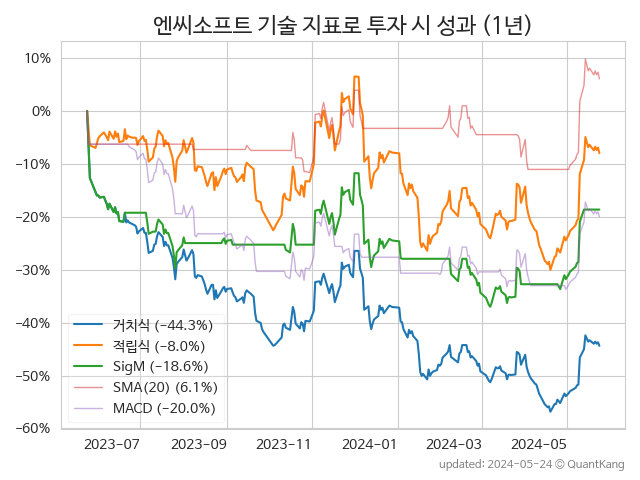 엔씨소프트 기술 지표로 투자 시 성과 (1년)
10%
0%
−10%
−20%
−30%
−40%
−50%
−60%
거치식 (−44.3%)
적립식 (−8.0%)
SigM (−18.6%)
SMA(20) (6.1%)
MACD (−20.0%)
2023-07 2023-09 2023-11 2024-01 2024-03 2024-05
updated: 2024-05-24 © QuantKang